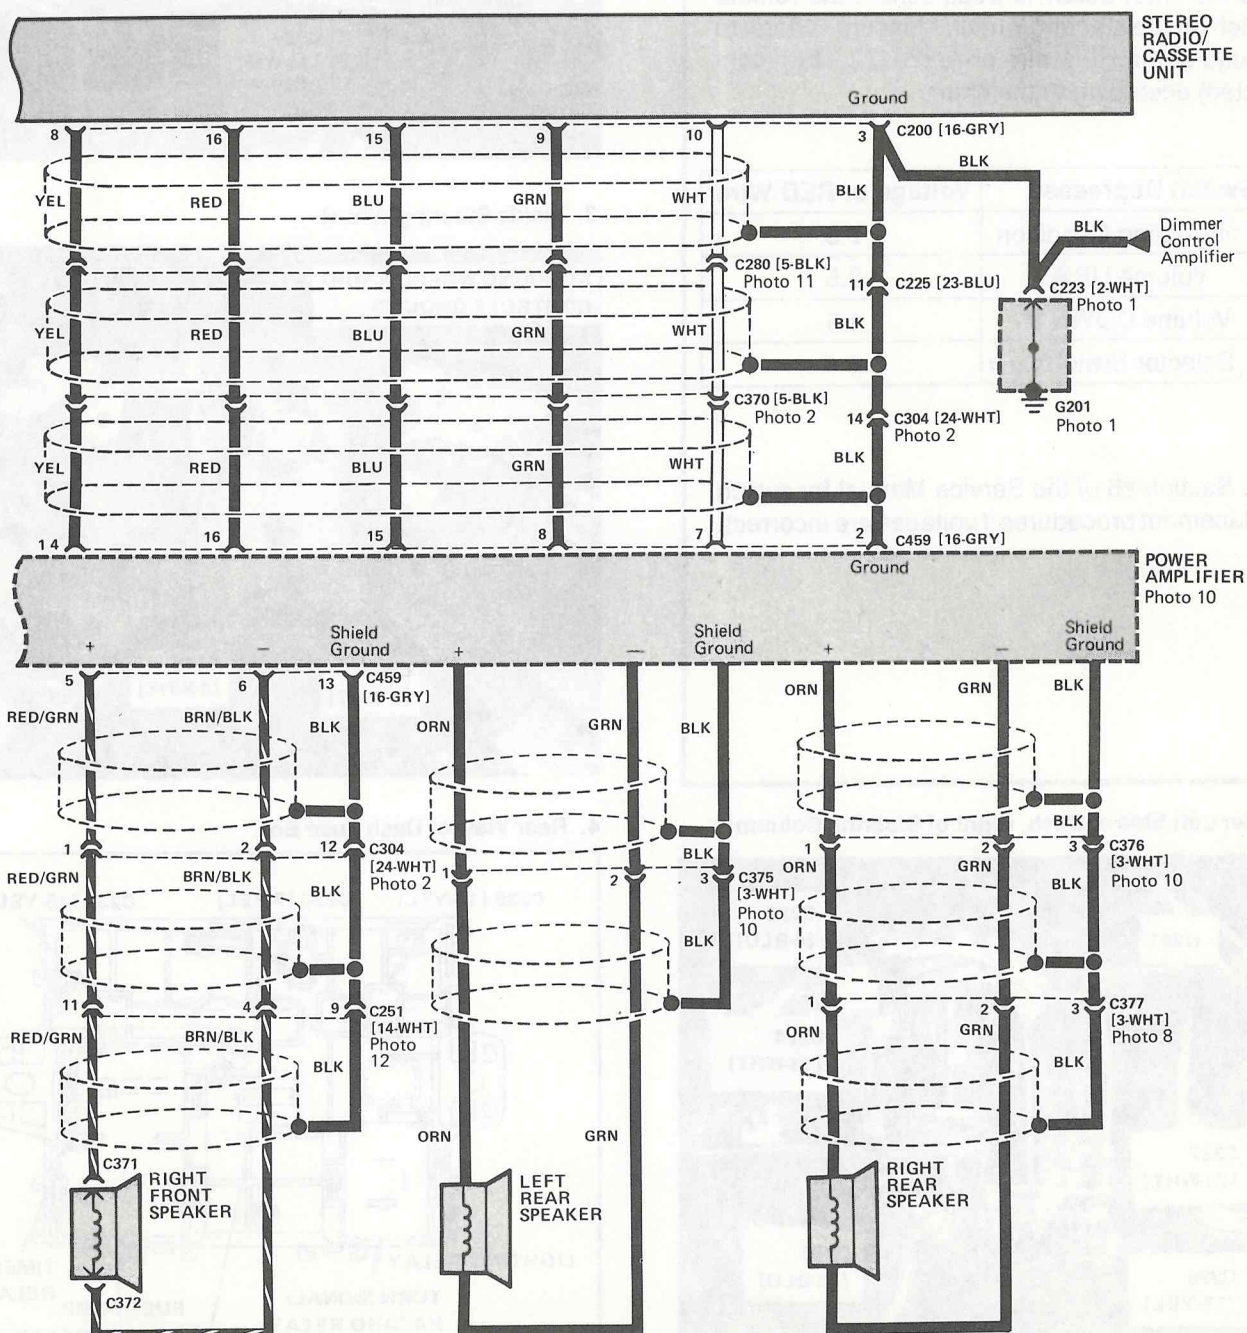 STEREO
RADIO/
CASSETTE
UNIT
Ground
8
16
15
9
10
3
C200 [16-GRY]
BLK
YEL
RED
BLU
GRN
WHT
BLK
BLK
Dimmer
Control
Amplifier
C280 [5-BLK]
Photo 11
11
C225 [23-BLU]
C223 [2-WHT]
Photo 1
YEL
RED
BLU
GRN
WHT
BLK
C370 [5-BLK]
Photo 2
14
C304 [24-WHT]
Photo 2
G201
Photo 1
YEL
RED
BLU
GRN
WHT
BLK
14
16
15
8
7
2
C459 [16-GRY]
Ground
POWER
AMPLIFIER
Photo 10
+
–
Shield
Ground
+
–
Shield
Ground
+
–
Shield
Ground
5
6
13
C459
[16-GRY]
RED/GRN
BRN/BLK
BLK
ORN
GRN
BLK
ORN
GRN
BLK
1
2
12
C304
[24-WHT]
Photo 2
1
2
BLK
3
C375
[3-WHT]
Photo
10
1
2
BLK
3
C376
[3-WHT]
Photo 10
RED/GRN
BRN/BLK
BLK
BLK
ORN
BLK
11
4
9
C251
[14-WHT]
Photo
12
1
2
3
C377
[3-WHT]
Photo 8
RED/GRN
BRN/BLK
BLK
ORN
GRN
BLK
ORN
GRN
C371
RIGHT
FRONT
SPEAKER
LEFT
REAR
SPEAKER
RIGHT
REAR
SPEAKER
C372